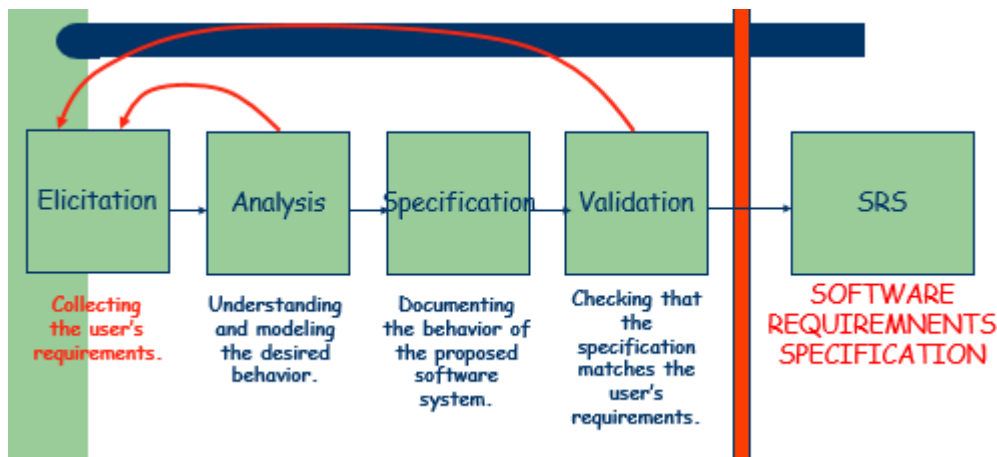 Elicitation
Analysis
Specification
Validation
SRS
Collecting
the user's
requirements.
Understanding
and modeling
the desired
behavior.
Documenting
the behavior of
the proposed
software
system.
Checking that
the
specification
matches the
user's
requirements.
SOFTWARE
REQUIREMNENTS
SPECIFICATION